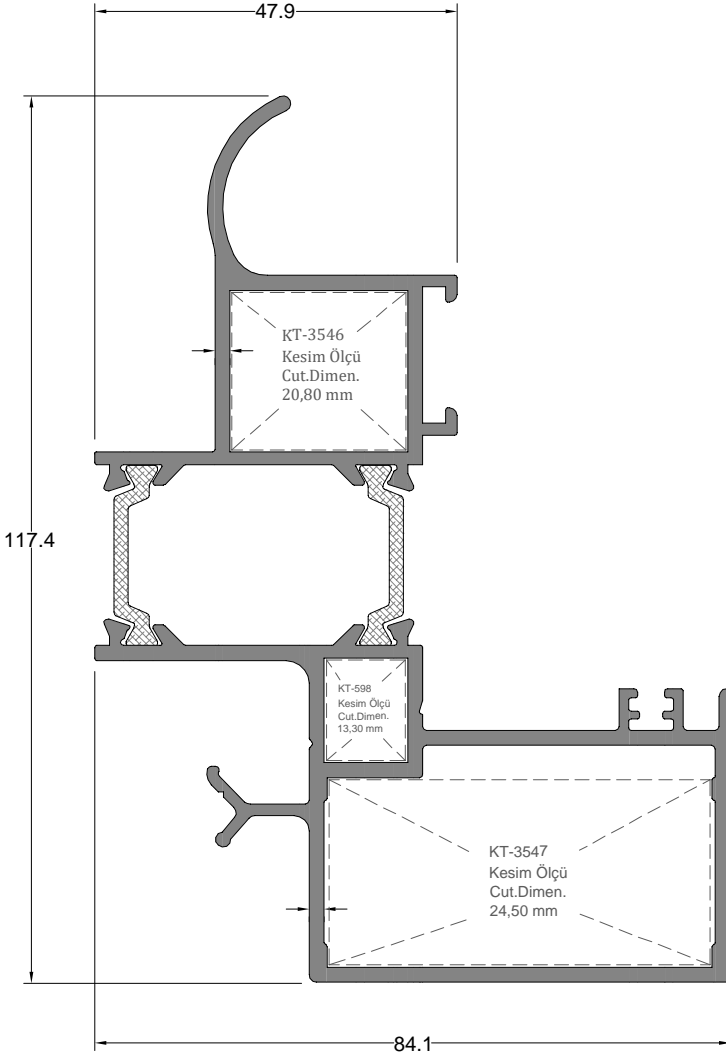 47.9
KT-3546
Kesim Ölçü
Cut.Dimen.
20,80 mm
117.4
KT-598
Kesim Ölçü
Cut.Dimen.
13,30 mm
KT-3547
Kesim Ölçü
Cut.Dimen.
24,50 mm
84.1